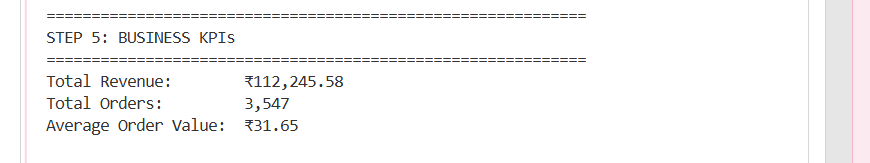 ============================================================
STEP 5: BUSINESS KPIs
============================================================
Total Revenue: ₹112,245.58
Total Orders: 3,547
Average Order Value: ₹31.65